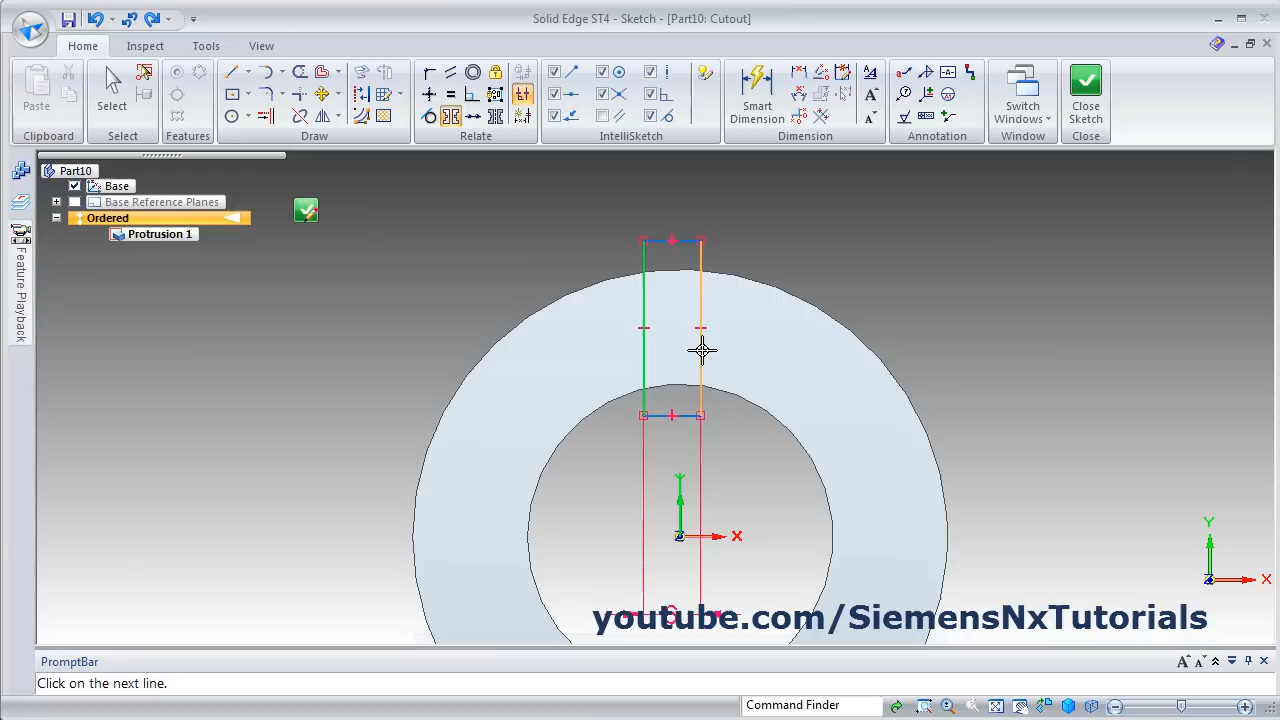 Solid Edge ST4 - Sketch - [Part10: Cutout]
Home Inspect Tools View
Paste
Select
Smart
Dimension
Switch
Windows
Close
Sketch
Clipboard Select Features Draw Relate IntelliSketch Dimension Annotation Window Close
Part10
Base
Base Reference Planes
Ordered
Protrusion 1
Feature Playback
Y
X
Y
X
youtube.com/SiemensNxTutorials
PromptBar
Click on the next line.
Command Finder